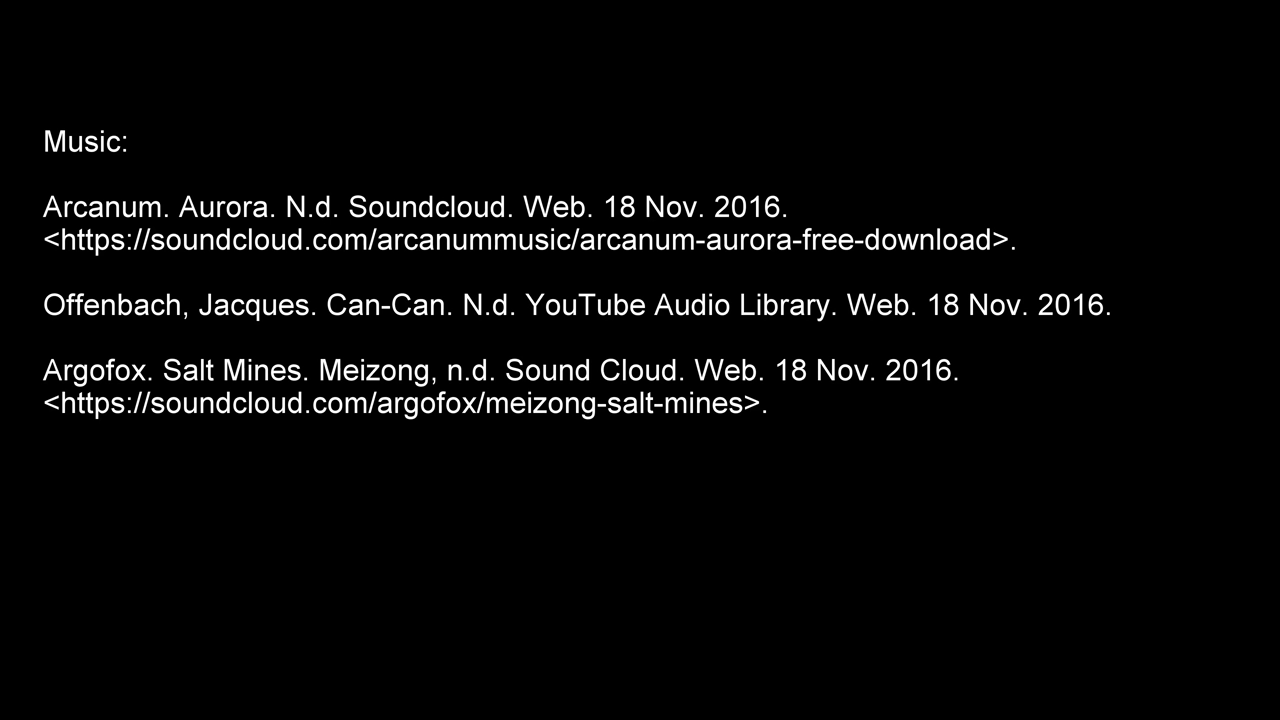 Music:
Arcanum. Aurora. N.d. Soundcloud. Web. 18 Nov. 2016.
<https://soundcloud.com/arcanummusic/arcanum-aurora-free-download>.
Offenbach, Jacques. Can-Can. N.d. YouTube Audio Library. Web. 18 Nov. 2016.
Argofox. Salt Mines. Meizong, n.d. Sound Cloud. Web. 18 Nov. 2016.
<https://soundcloud.com/argofox/meizong-salt-mines>.